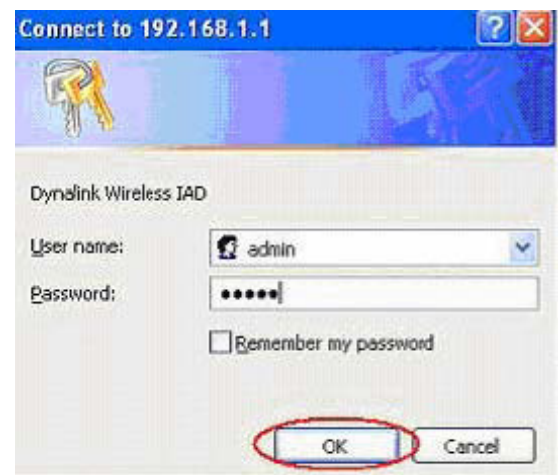 Connect to 192.168.1.1
Dynalink Wireless IAD
User name:
admin
Password:
•••••
Remember my password
OK
Cancel